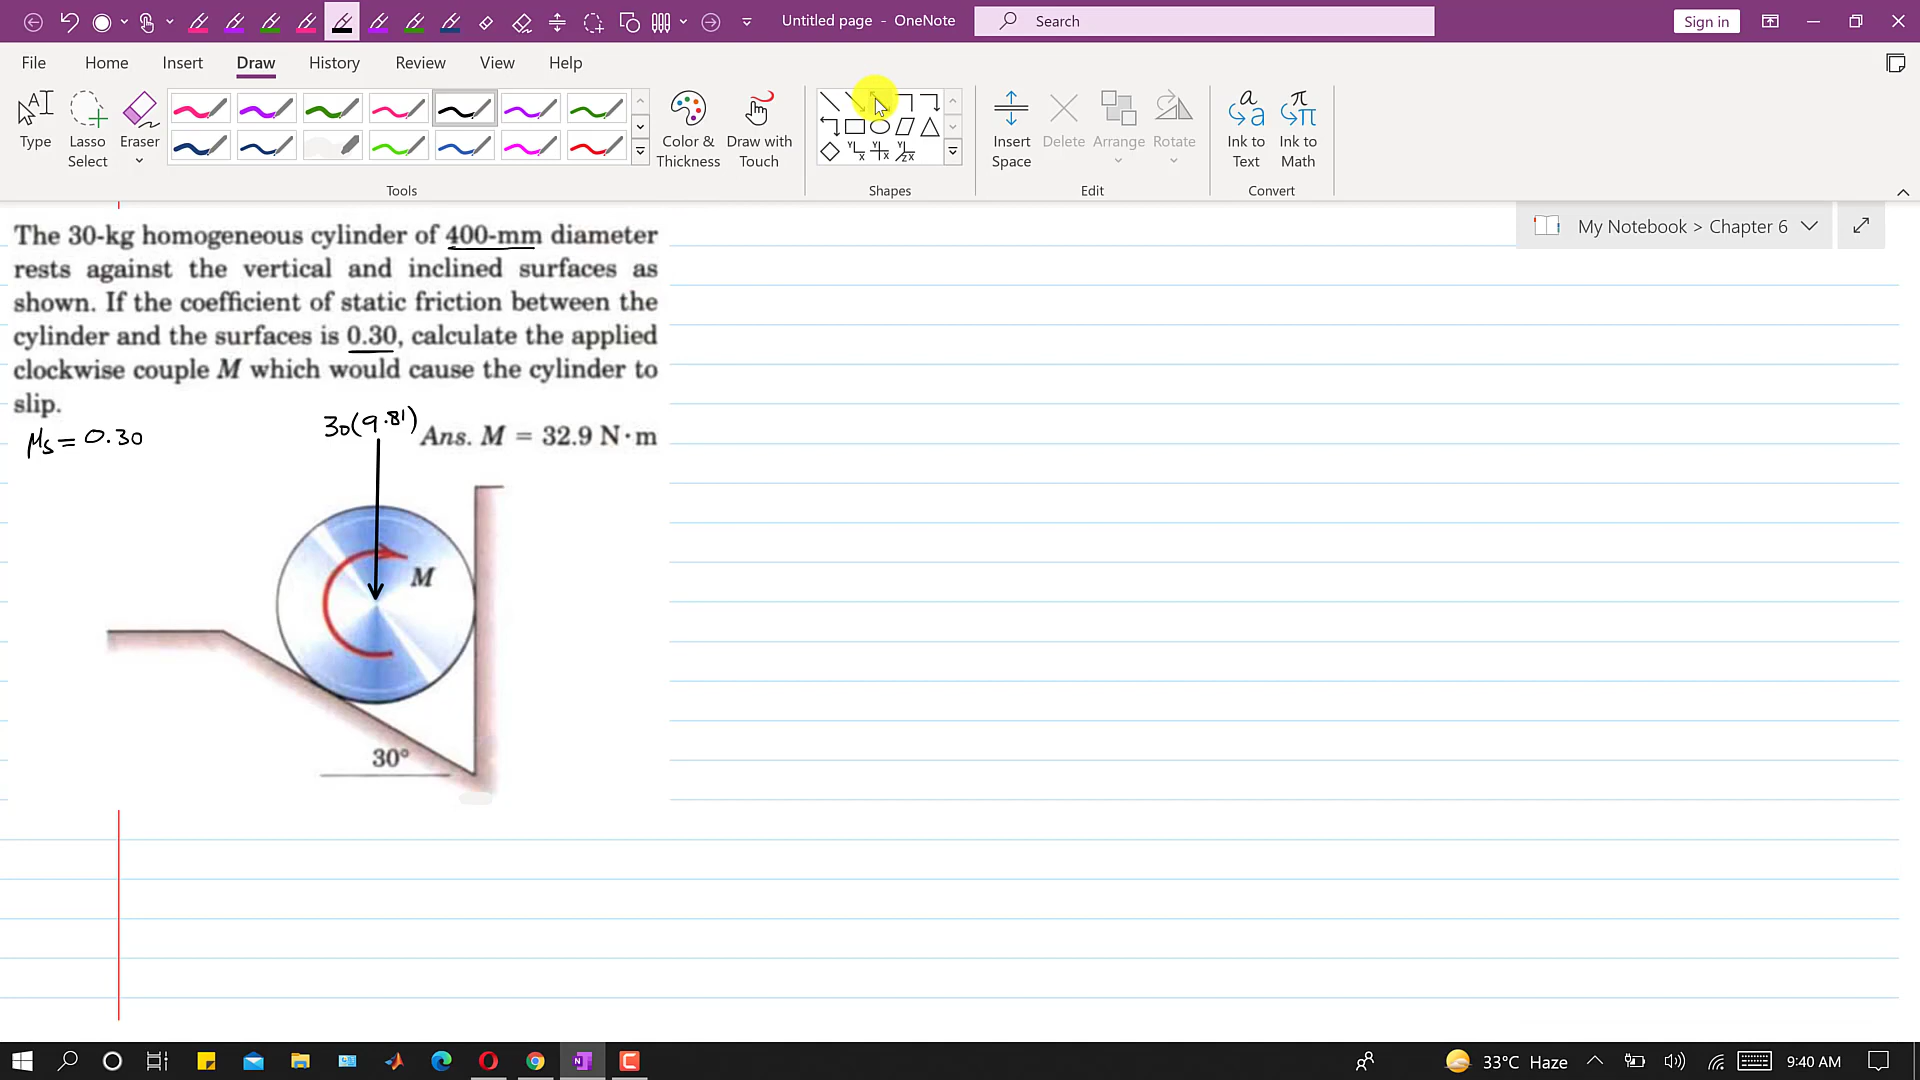 Untitled page - OneNote
Search
Sign in
File Home Insert Draw History Review View Help
Type
Lasso Select
Eraser
Color & Thickness
Draw with Touch
Insert Space
Delete
Arrange
Rotate
Ink to Text
Ink to Math
Tools
Shapes
Edit
Convert
My Notebook > Chapter 6
The 30-kg homogeneous cylinder of 400-mm diameter
rests against the vertical and inclined surfaces as
shown. If the coefficient of static friction between the
cylinder and the surfaces is 0.30, calculate the applied
clockwise couple M which would cause the cylinder to
slip.
μs = 0.30
30(9.81)
Ans. M = 32.9 N·m
M
30°
33°C Haze
9:40 AM